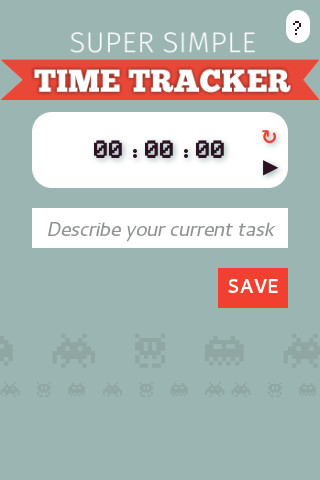 ?
SUPER SIMPLE
TIME TRACKER
00:00:00
Describe your current task
SAVE